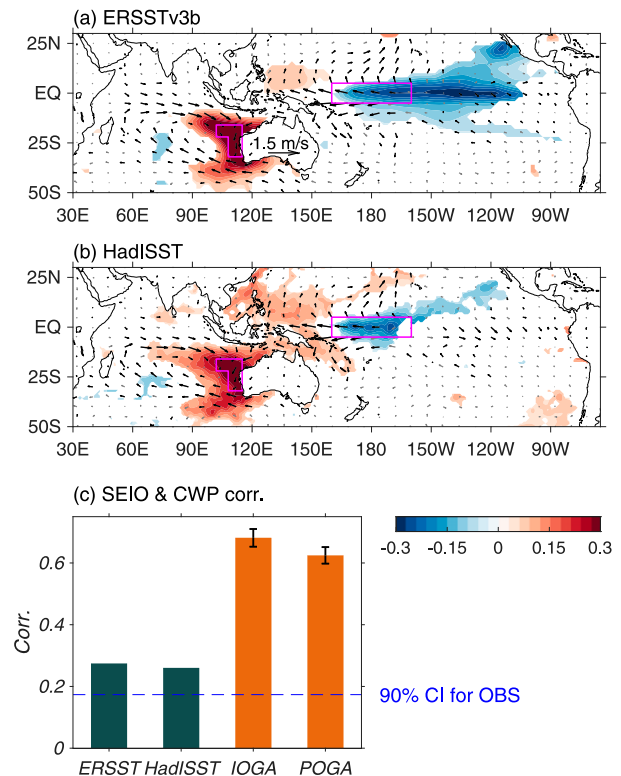 (a) ERSSTv3b
25N
EQ
25S
50S
1.5 m/s
30E 60E 90E 120E 150E 180 150W 120W 90W
(b) HadISST
25N
EQ
25S
50S
30E 60E 90E 120E 150E 180 150W 120W 90W
(c) SEIO & CWP corr.
-0.3 -0.15 0 0.15 0.3
Corr.
0.6
0.4
0.2
0
90% CI for OBS
ERSST HadISST IOGA POGA